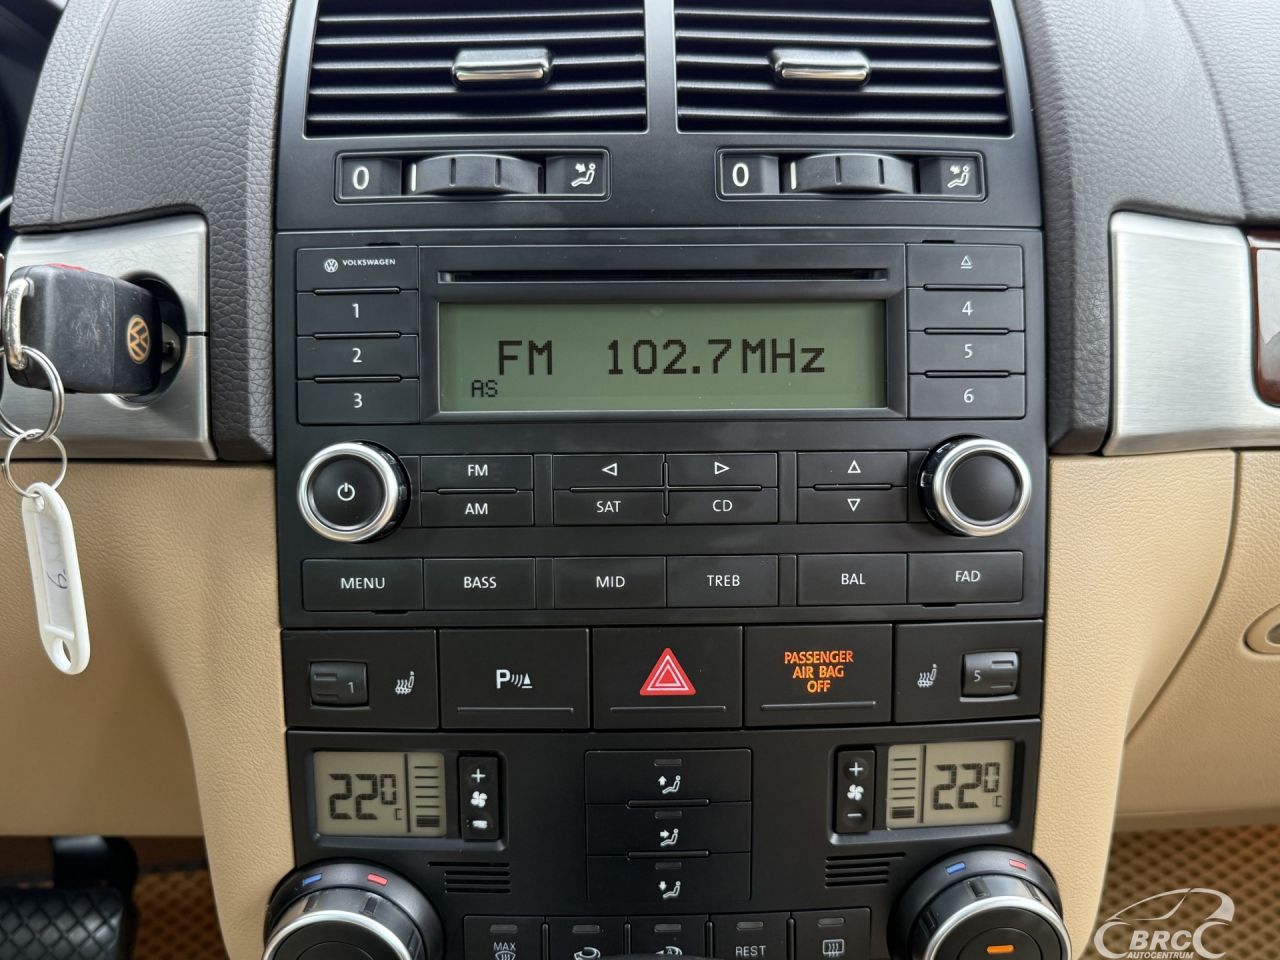 0
0
VOLKSWAGEN
1
2
3
4
5
6
FM 102.7MHz
AS
FM
AM
SAT
CD
MENU
BASS
MID
TREB
BAL
FAD
1
P
PASSENGER
AIR BAG
OFF
5
22°C
+
+
-
22°C
MAX
REST
BRC
AUTOCENTRUM